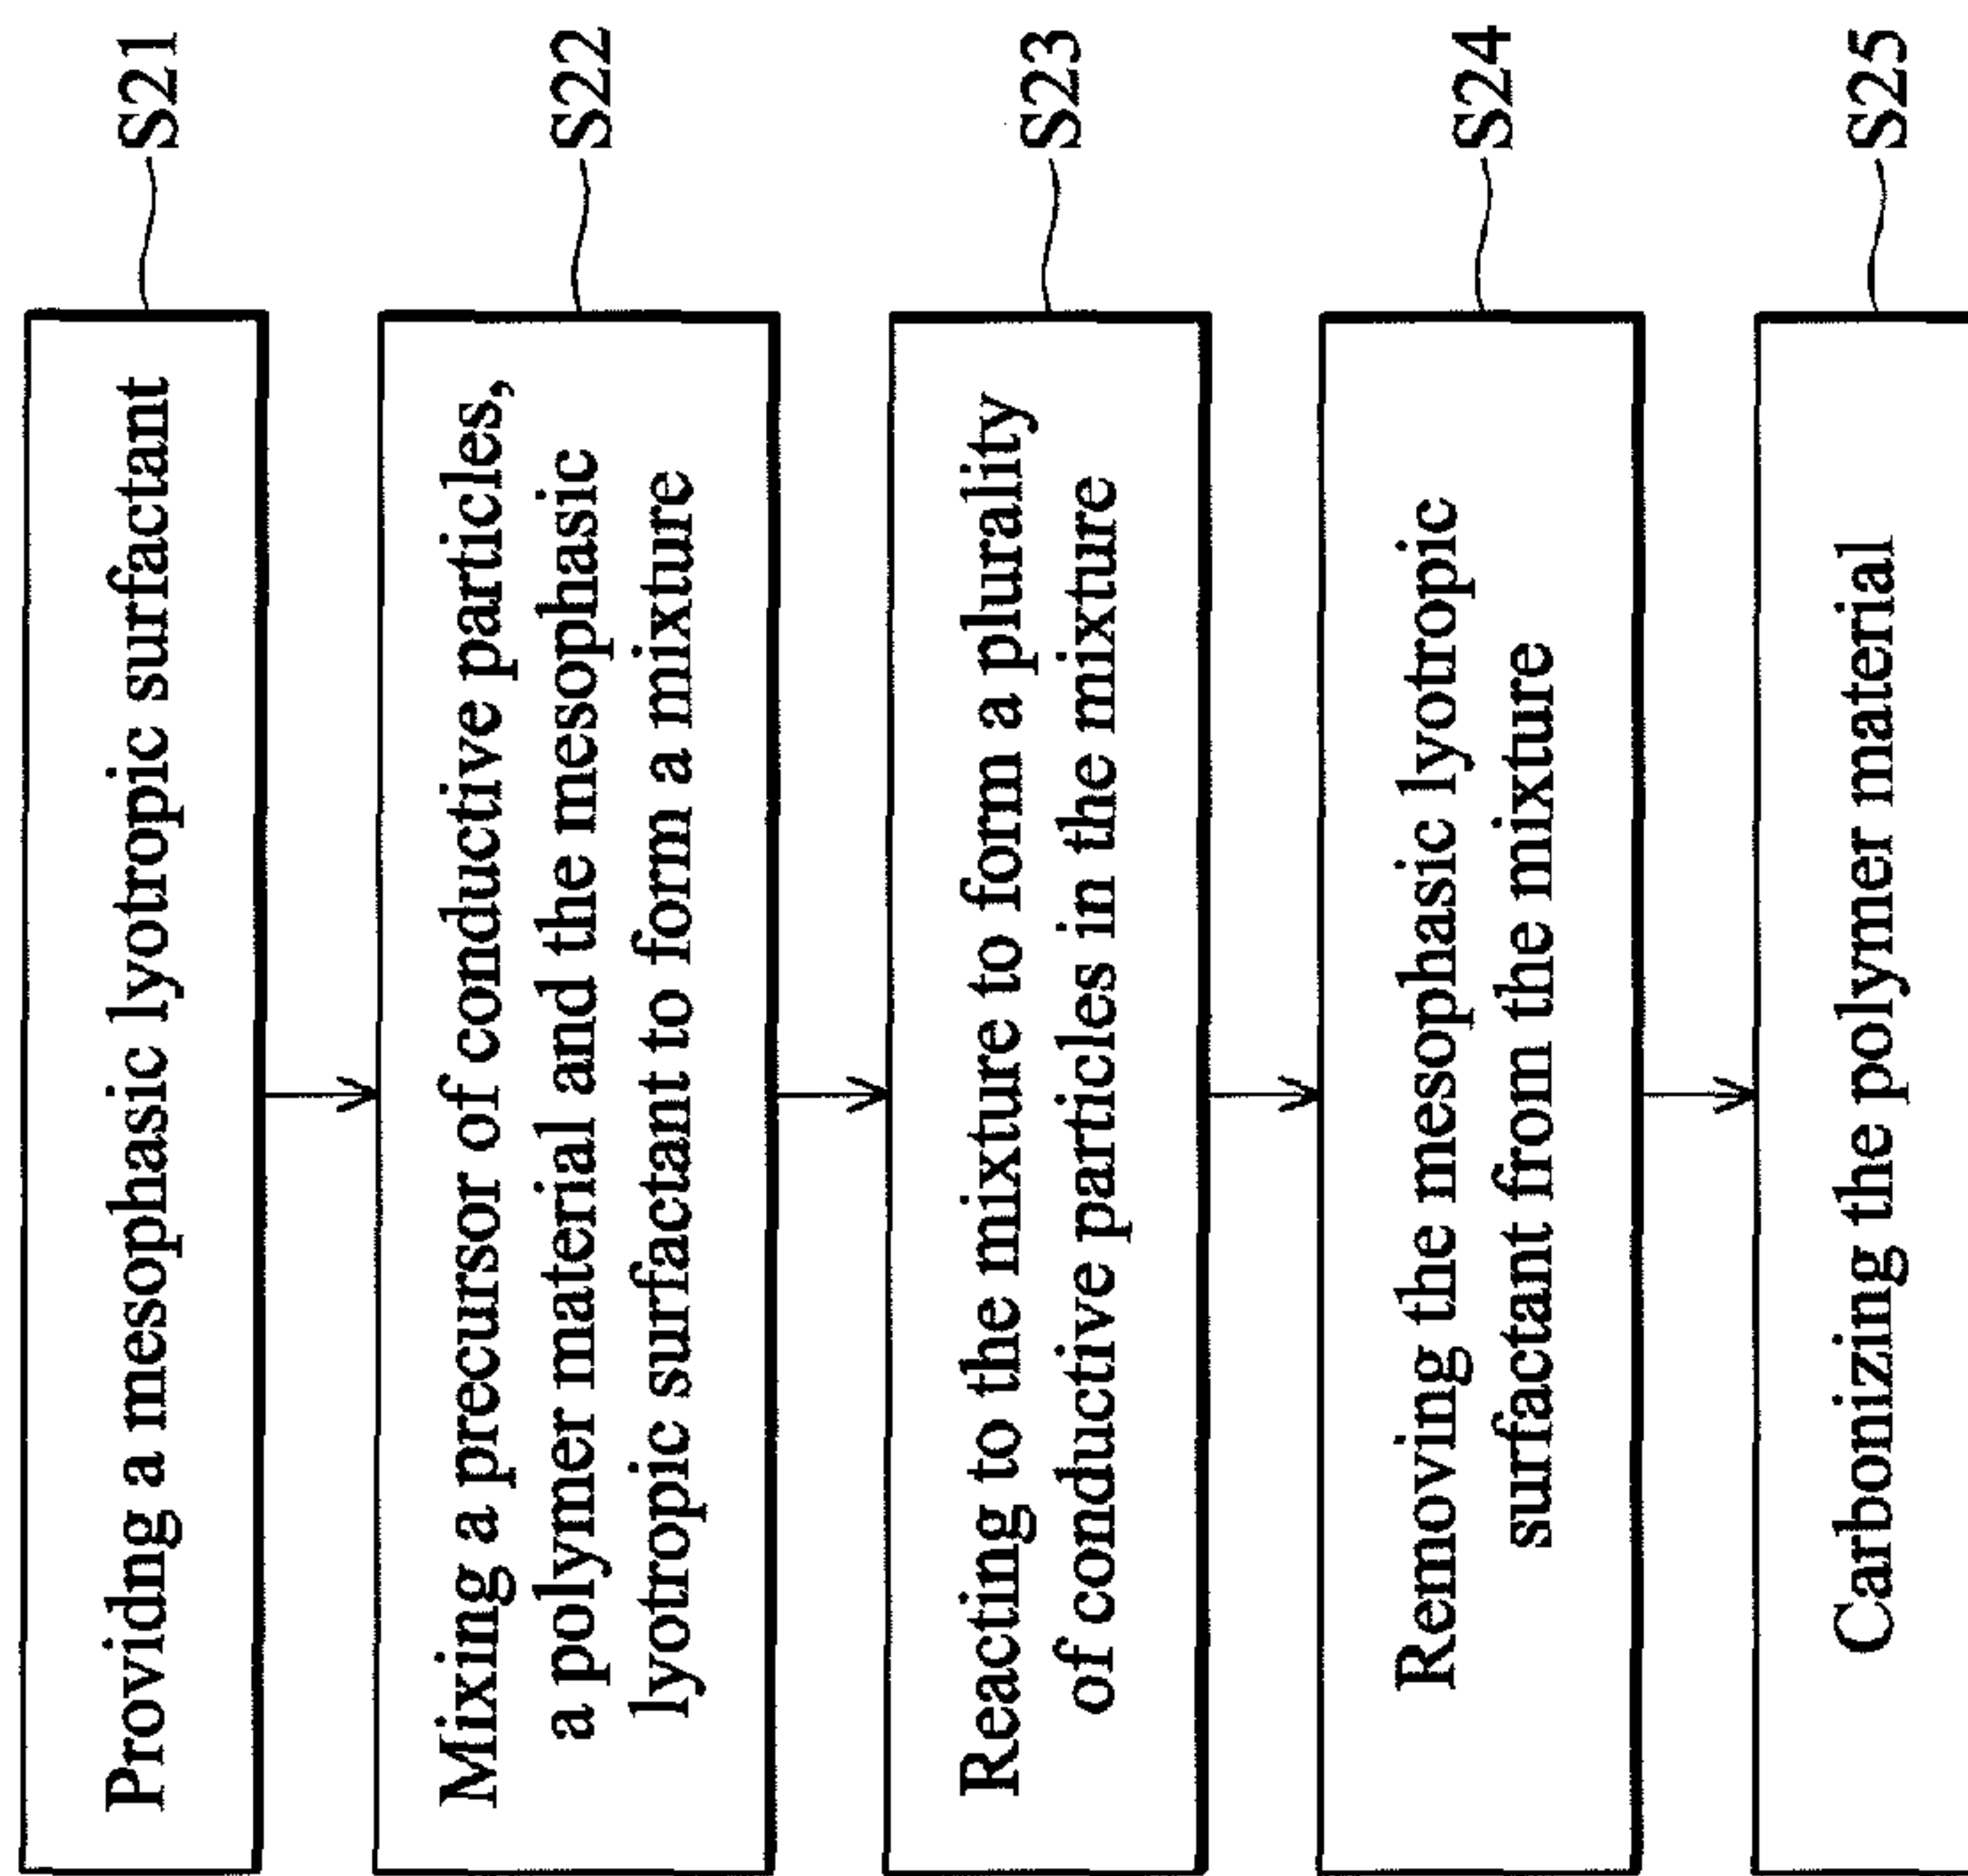 Providng a mesophasic lyotropic surfactant
S21
Mixing a precursor of conductive particles,
a polymer material and the mesophasic
lyotropic surfactant to form a mixture
S22
Reacting to the mixture to form a plurality
of conductive particles in the mixture
S23
Removing the mesophasic lyotropic
surfactant from the mixture
S24
Carbonizing the polymer material
S25